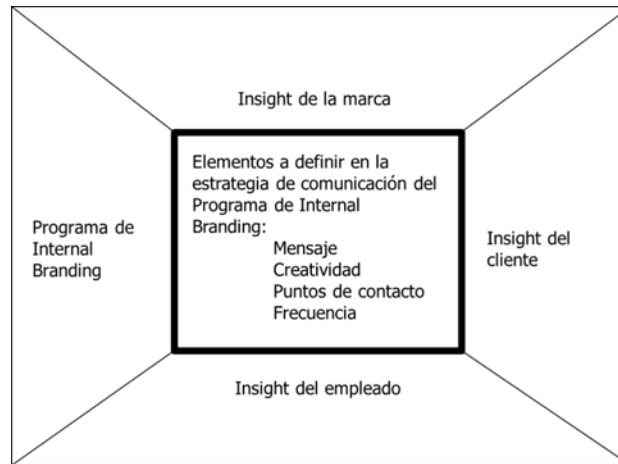 Insight de la marca
Elementos a definir en la
estrategia de comunicación del
Programa de Internal
Branding:
Mensaje
Creatividad
Puntos de contacto
Frecuencia
Programa de
Internal
Branding
Insight del
cliente
Insight del empleado